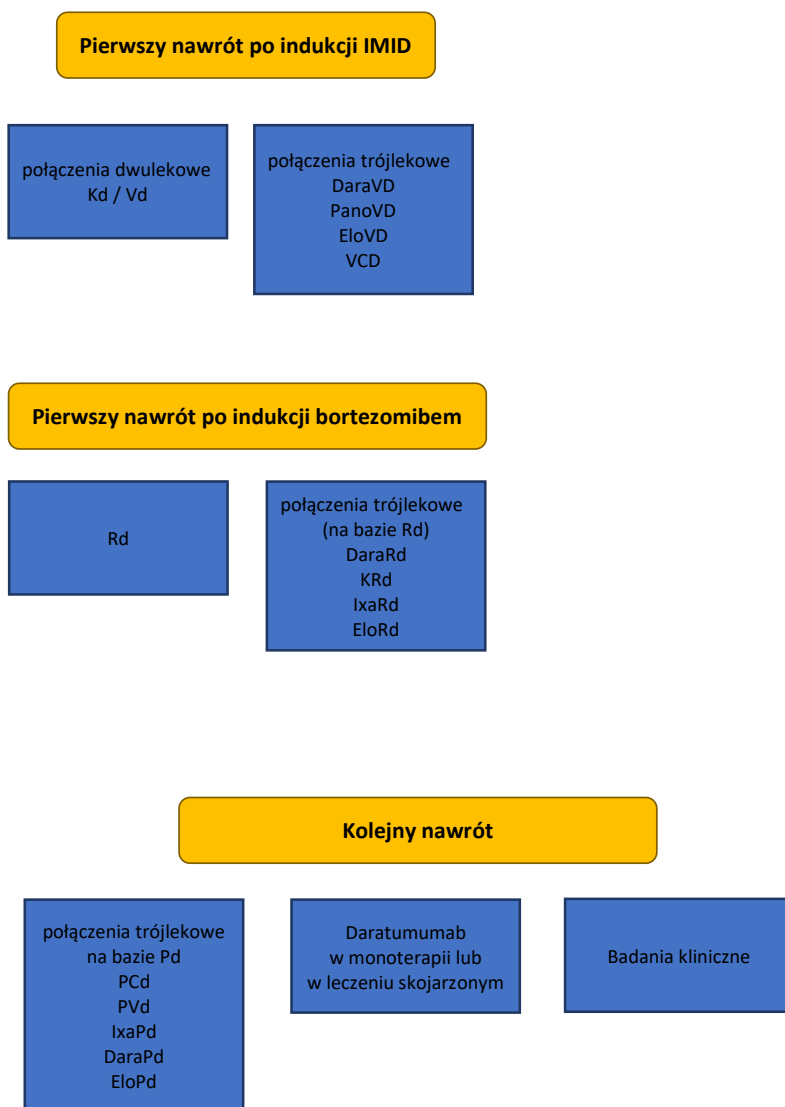 Pierwszy nawrót po indukcji IMID
połączenia dwulekowe
Kd / Vd
połączenia trójlekowe
DaraVD
PanoVD
EloVD
VCD
Pierwszy nawrót po indukcji bortezomibem
Rd
połączenia trójlekowe
(na bazie Rd)
DaraRd
KRd
IxaRd
EloRd
Kolejny nawrót
połączenia trójlekowe
na bazie Pd
PCd
PVd
IxaPd
DaraPd
EloPd
Daratumumab
w monoterapii lub
w leczeniu skojarzonym
Badania kliniczne